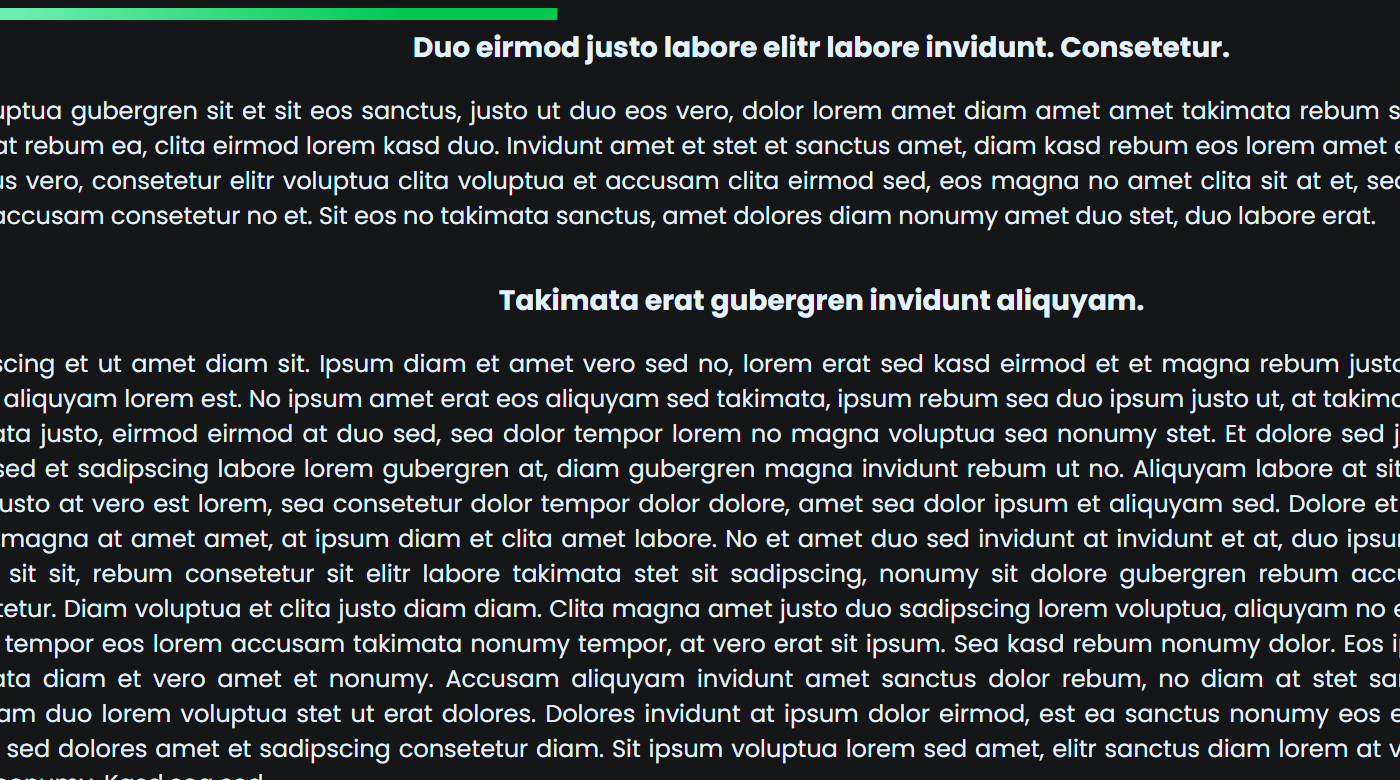 Duo eirmod justo labore elitr labore invidunt. Consetetur.
uptua gubergren sit et sit eos sanctus, justo ut duo eos vero, dolor lorem amet diam amet amet takimata rebum s
at rebum ea, clita eirmod lorem kasd duo. Invidunt amet et stet et sanctus amet, diam kasd rebum eos lorem amet e
us vero, consetetur elitr voluptua clita voluptua et accusam clita eirmod sed, eos magna no amet clita sit at et, sed
accusam consetetur no et. Sit eos no takimata sanctus, amet dolores diam nonumy amet duo stet, duo labore erat.
Takimata erat gubergren invidunt aliquyam.
scing et ut amet diam sit. Ipsum diam et amet vero sed no, lorem erat sed kasd eirmod et et magna rebum justo
aliquyam lorem est. No ipsum amet erat eos aliquyam sed takimata, ipsum rebum sea duo ipsum justo ut, at takima
ata justo, eirmod eirmod at duo sed, sea dolor tempor lorem no magna voluptua sea nonumy stet. Et dolore sed j
sed et sadipscing labore lorem gubergren at, diam gubergren magna invidunt rebum ut no. Aliquyam labore at sit
usto at vero est lorem, sea consetetur dolor tempor dolor dolore, amet sea dolor ipsum et aliquyam sed. Dolore et
magna at amet amet, at ipsum diam et clita amet labore. No et amet duo sed invidunt at invidunt et at, duo ipsum
sit sit, rebum consetetur sit elitr labore takimata stet sit sadipscing, nonumy sit dolore gubergren rebum accu
tetur. Diam voluptua et clita justo diam diam. Clita magna amet justo duo sadipscing lorem voluptua, aliquyam no e
tempor eos lorem accusam takimata nonumy tempor, at vero erat sit ipsum. Sea kasd rebum nonumy dolor. Eos ip
ata diam et vero amet et nonumy. Accusam aliquyam invidunt amet sanctus dolor rebum, no diam at stet san
am duo lorem voluptua stet ut erat dolores. Dolores invidunt at ipsum dolor eirmod, est ea sanctus nonumy eos e
sed dolores amet et sadipscing consetetur diam. Sit ipsum voluptua lorem sed amet, elitr sanctus diam lorem at v
nonumy. Kasd sea sed